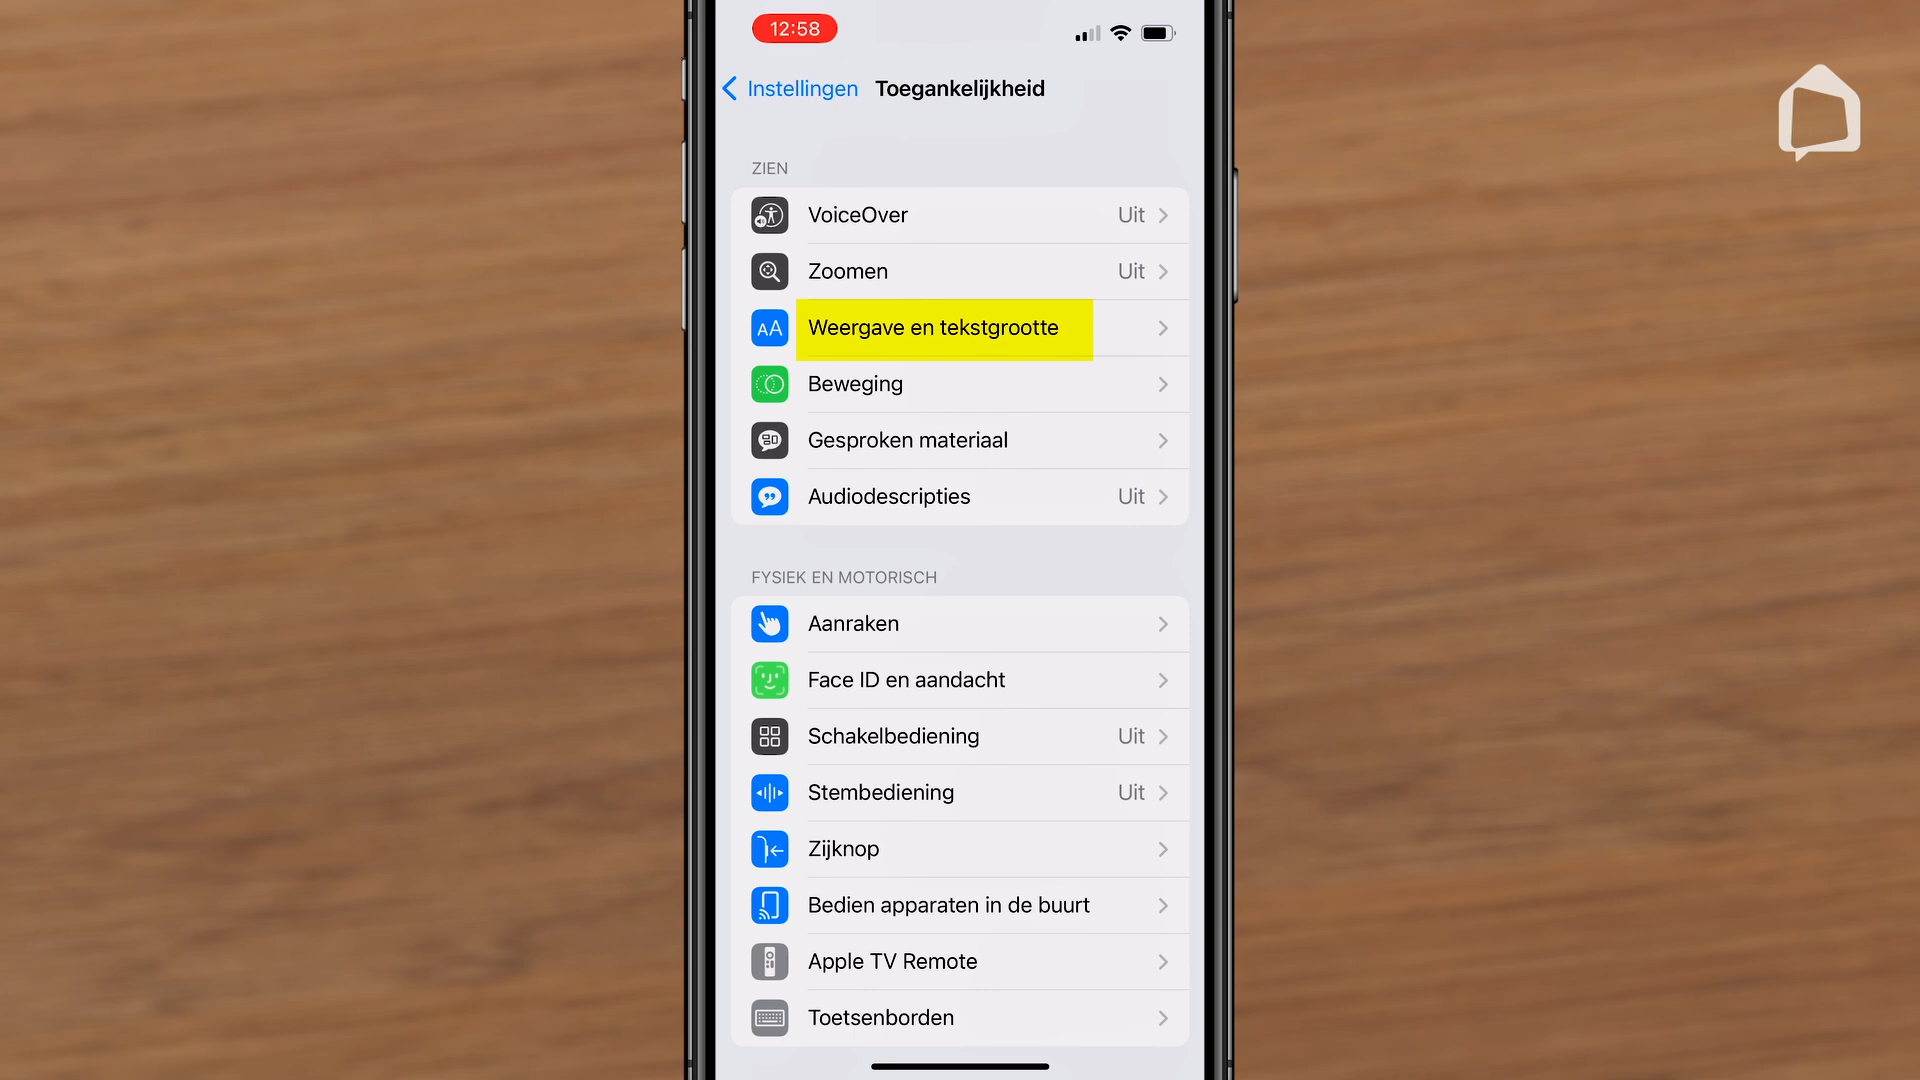 12:58
Instellingen Toegankelijkheid
ZIEN
VoiceOver Uit
Zoomen Uit
AA Weergave en tekstgrootte
Beweging
Gesproken materiaal
Audiodescripties Uit
FYSIEK EN MOTORISCH
Aanraken
Face ID en aandacht
Schakelbediening Uit
Stembediening Uit
Zijknop
Bedien apparaten in de buurt
Apple TV Remote
Toetsenborden